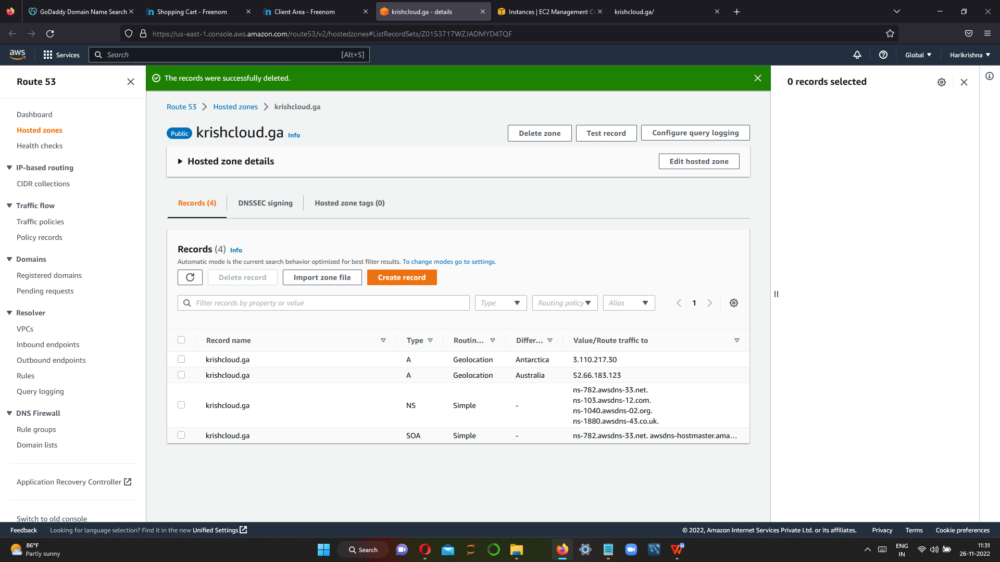 GoDaddy Domain Name Search
Shopping Cart - Freenom
Client Area - Freenom
krishcloud.ga - details
Instances | EC2 Management Co
krishcloud.ga/
https://us-east-1.console.aws.amazon.com/route53/v2/hostedzones#ListRecordSets/Z0153717WZJADMYD4TQF
aws
Services
Search
[Alt+S]
Global
Harikrishna
Route 53
Dashboard
Hosted zones
Health checks
IP-based routing
CIDR collections
Traffic flow
Traffic policies
Policy records
Domains
Registered domains
Pending requests
Resolver
VPCs
Inbound endpoints
Outbound endpoints
Rules
Query logging
DNS Firewall
Rule groups
Domain lists
Application Recovery Controller
Switch to old console
The records were successfully deleted.
Route 53 > Hosted zones > krishcloud.ga
Public krishcloud.ga Info
Delete zone
Test record
Configure query logging
Hosted zone details
Edit hosted zone
Records (4)
DNSSEC signing
Hosted zone tags (0)
Records (4) Info
Automatic mode is the current search behavior optimized for best filter results. To change modes go to settings.
Delete record
Import zone file
Create record
Filter records by property or value
Type
Routing policy
Alias
1
Record name Type Routin... Differ... Value/Route traffic to
krishcloud.ga A Geolocation Antarctica 3.110.217.30
krishcloud.ga A Geolocation Australia 52.66.183.123
krishcloud.ga NS Simple - ns-782.awsdns-33.net.
ns-103.awsdns-12.com.
ns-1040.awsdns-02.org.
ns-1880.awsdns-43.co.uk.
krishcloud.ga SOA Simple - ns-782.awsdns-33.net. awsdns-hostmaster.ama...
0 records selected
Feedback
Looking for language selection? Find it in the new Unified Settings
© 2022, Amazon Internet Services Private Ltd. or its affiliates.
Privacy
Terms
Cookie preferences
86°F
Partly sunny
Search
ENG
IN
11:31
26-11-2022